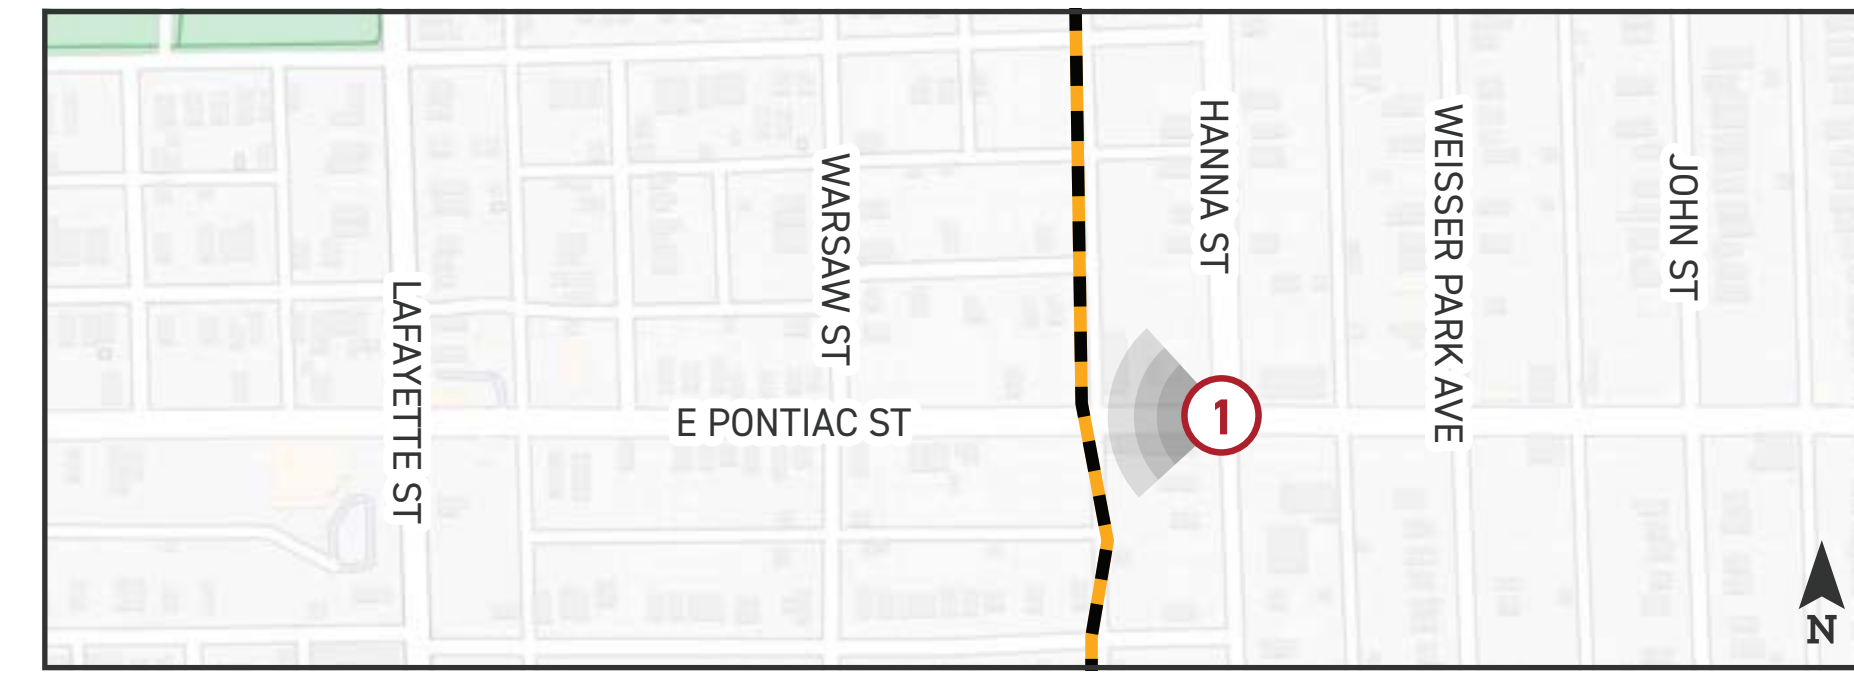 HANNA ST
WEISSER PARK AVE
JOHN ST
WARSAW ST
LAFAYETTE ST
E PONTIAC ST
1
N